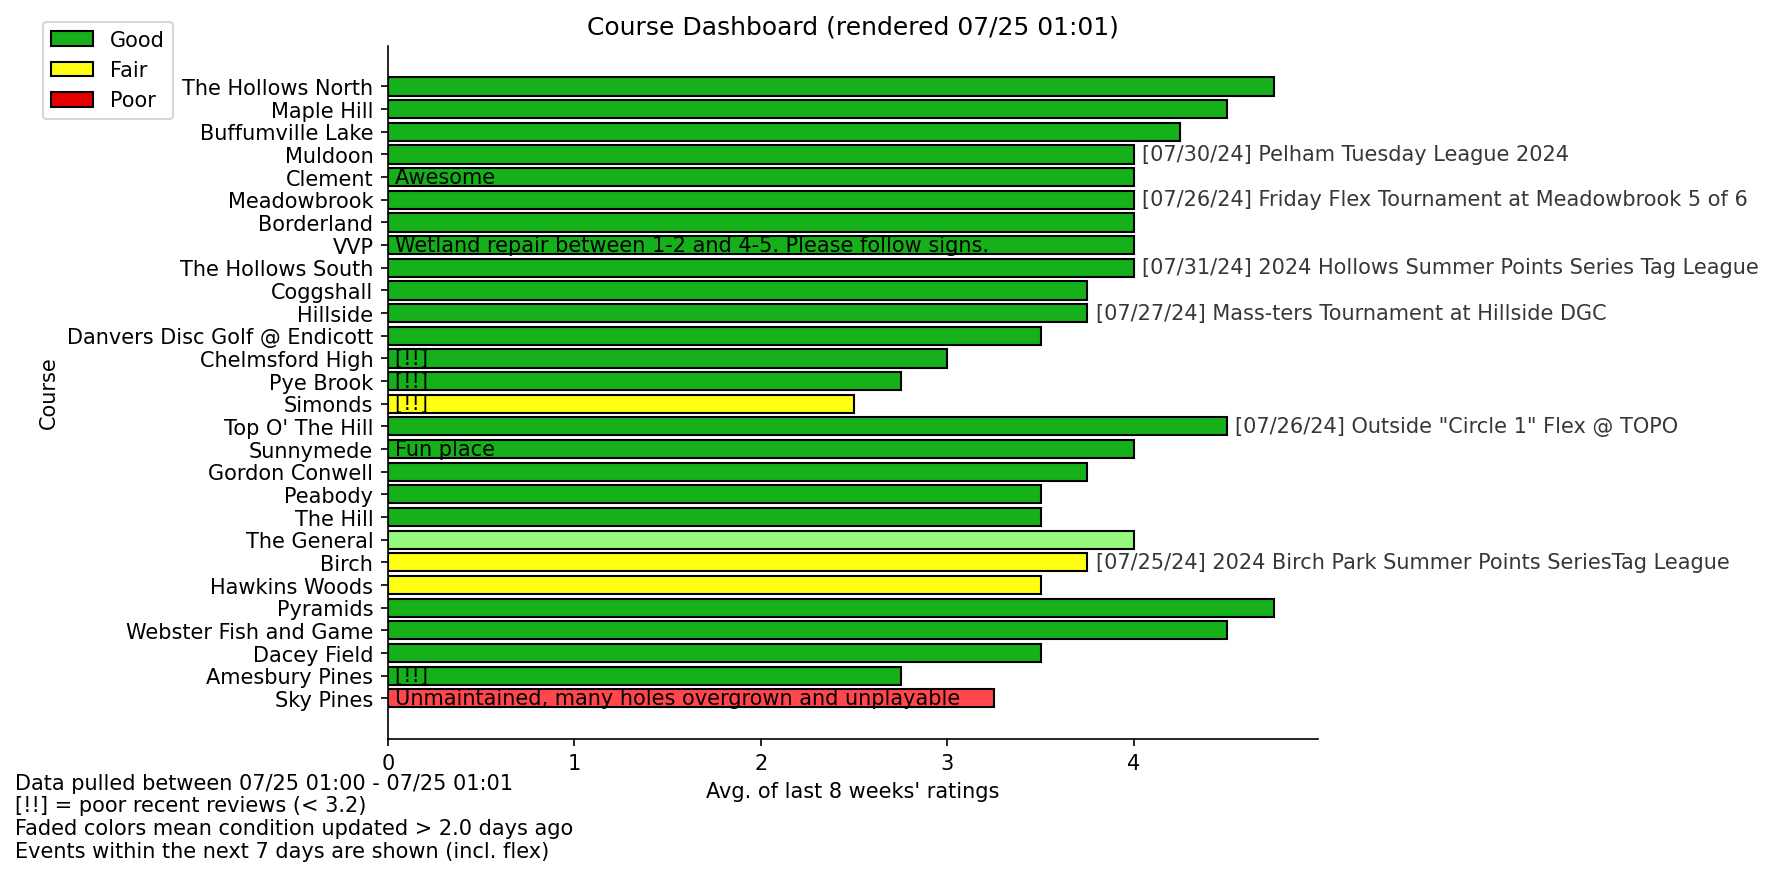 Course Dashboard (rendered 07/25 01:01)
Good
Fair
Poor
The Hollows North
Maple Hill
Buffumville Lake
Muldoon [07/30/24] Pelham Tuesday League 2024
Clement Awesome
Meadowbrook [07/26/24] Friday Flex Tournament at Meadowbrook 5 of 6
Borderland
VVP Wetland repair between 1-2 and 4-5. Please follow signs.
The Hollows South [07/31/24] 2024 Hollows Summer Points Series Tag League
Coggshall
Hillside [07/27/24] Mass-ters Tournament at Hillside DGC
Danvers Disc Golf @ Endicott
Chelmsford High [!!]
Pye Brook [!!]
Simonds [!!]
Top O' The Hill [07/26/24] Outside "Circle 1" Flex @ TOPO
Sunnymede Fun place
Gordon Conwell
Peabody
The Hill
The General
Birch [07/25/24] 2024 Birch Park Summer Points SeriesTag League
Hawkins Woods
Pyramids
Webster Fish and Game
Dacey Field
Amesbury Pines [!!]
Sky Pines Unmaintained, many holes overgrown and unplayable
Course
0 1 2 3 4
Avg. of last 8 weeks' ratings
Data pulled between 07/25 01:00 - 07/25 01:01
[!!] = poor recent reviews (< 3.2)
Faded colors mean condition updated > 2.0 days ago
Events within the next 7 days are shown (incl. flex)